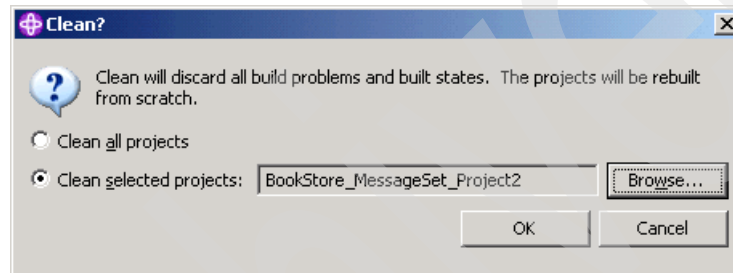 Clean?
Clean will discard all build problems and built states. The projects will be rebuilt
from scratch.
Clean all projects
Clean selected projects: BookStore_MessageSet_Project2 Browse...
OK Cancel